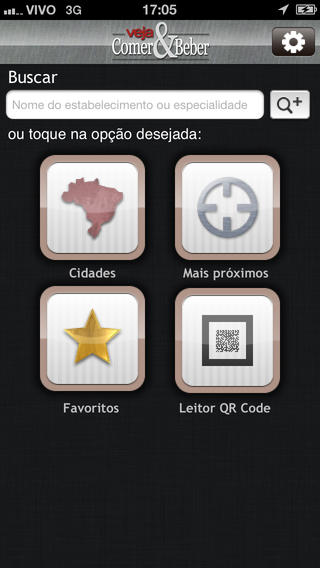 VIVO 3G 17:05
veja
Comer & Beber
Buscar
Nome do estabelecimento ou especialidade
ou toque na opção desejada:
Cidades Mais próximos
Favoritos Leitor QR Code